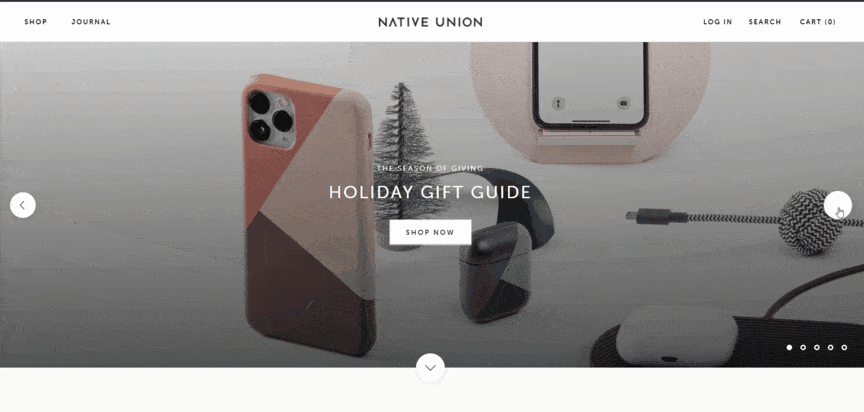 SHOP
JOURNAL
NATIVE UNION
LOG IN
SEARCH
CART (0)
THE SEASON OF GIVING
HOLIDAY GIFT GUIDE
SHOP NOW